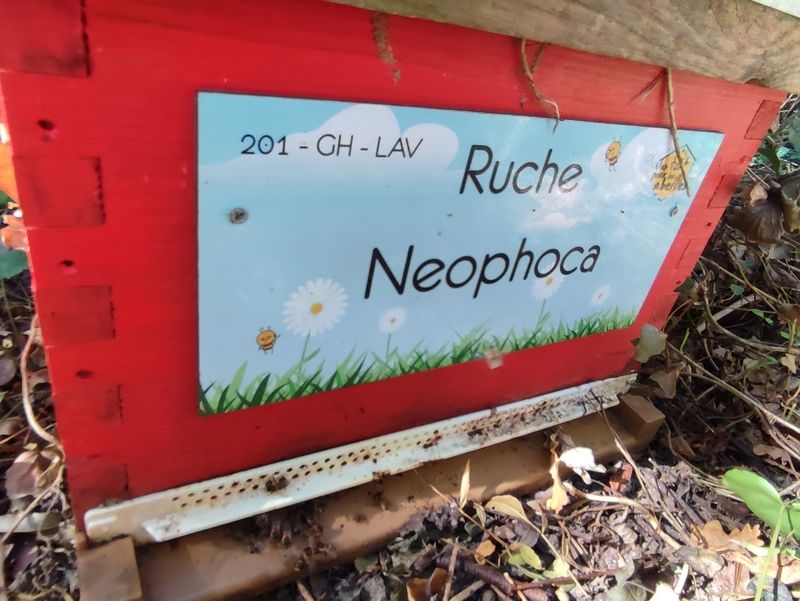 201 - GH - LAV
Ruche
Neophoca